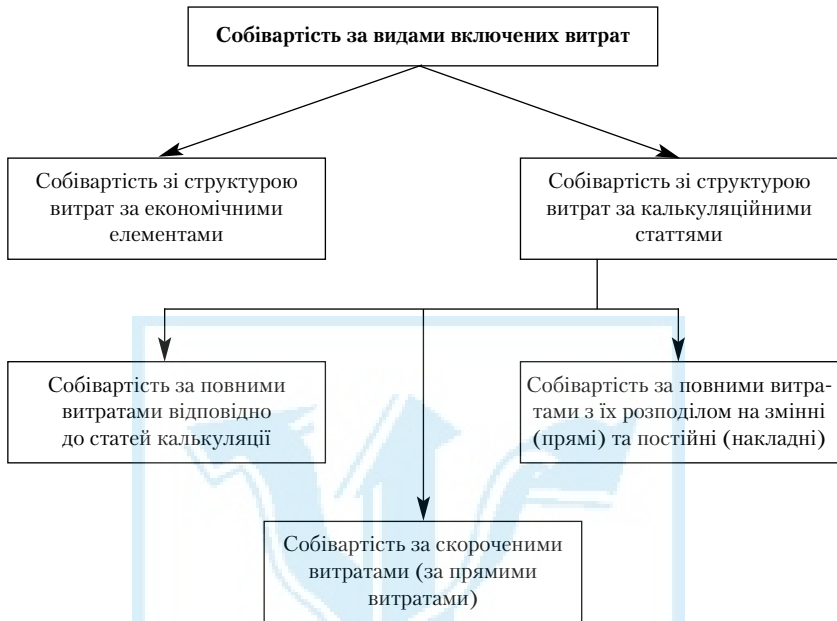 Собівартість за видами включених витрат
Собівартість зі структурою
витрат за економічними
елементами
Собівартість зі структурою
витрат за калькуляційними
статтями
Собівартість за повними
витратами відповідно
до статей калькуляції
Собівартість за повними витра-
тами з їх розподілом на змінні
(прямі) та постійні (накладні)
Собівартість за скороченими
витратами (за прямими
витратами)